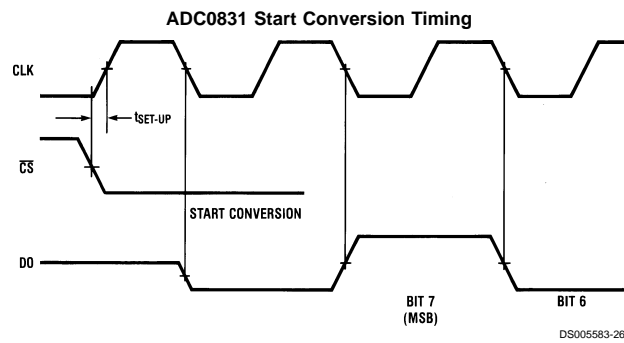 ADC0831 Start Conversion Timing
CLK
tSET-UP
CS
START CONVERSION
DO
BIT 7
(MSB)
BIT 6
DS005583-26